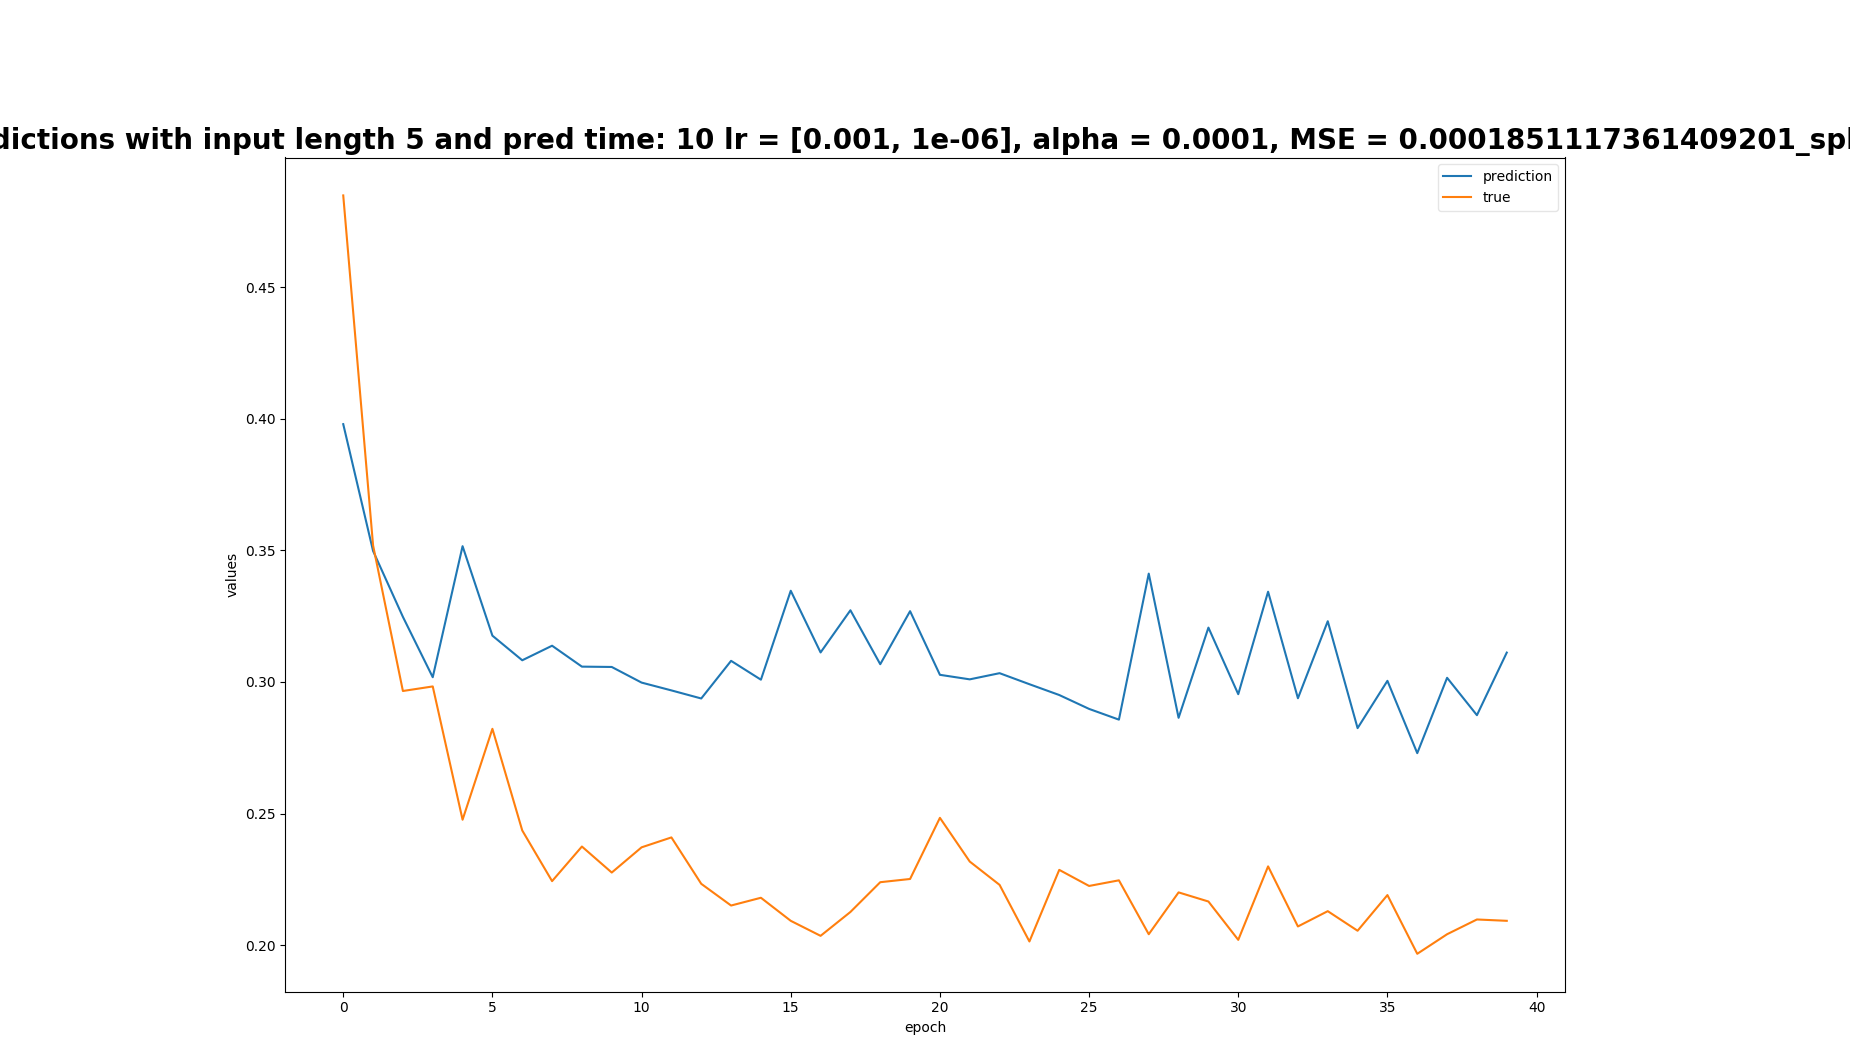 dictions with input length 5 and pred time: 10 lr = [0.001, 1e-06], alpha = 0.0001, MSE = 0.0001851117361409201_spl
prediction
true
0.45
0.40
0.35
0.30
0.25
0.20
values
0 5 10 15 20 25 30 35 40
epoch